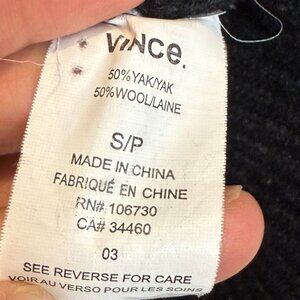 VINCE.
50% YAK/YAK
50% WOOL/LAINE
S/P
MADE IN CHINA
FABRIQUÉ EN CHINE
RN# 106730
CA# 34460
03
SEE REVERSE FOR CARE
VOIR AU VERSO POUR LES SOINS